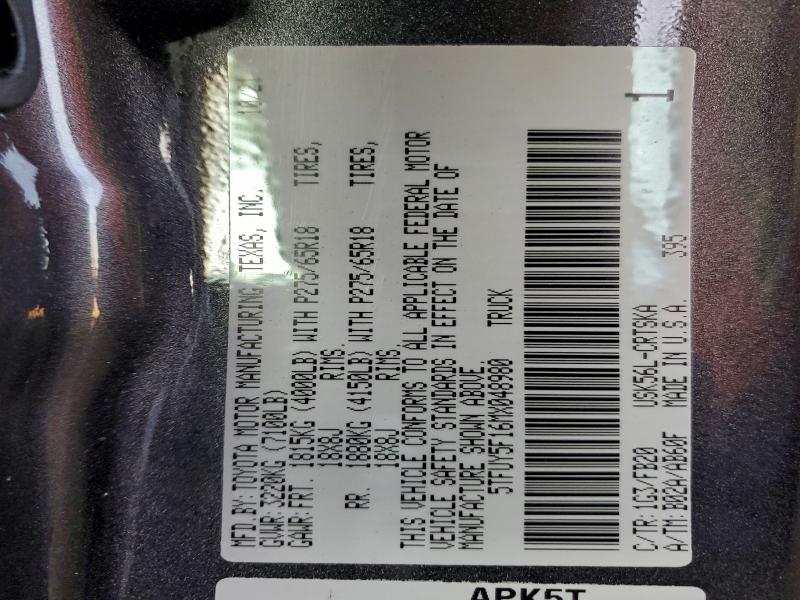 MFD.BY:TOYOTA MOTOR MANUFACTURING, TEXAS, INC.
GVWR:3220KG (7100LB)
GAWR:FRT. 1815KG (4000LB) WITH P275/65R18 TIRES,
18X8J RIMS.
RR. 1880KG (4150LB) WITH P275/65R18 TIRES,
18X8J RIMS.
THIS VEHICLE CONFORMS TO ALL APPLICABLE FEDERAL MOTOR
VEHICLE SAFETY STANDARDS IN EFFECT ON THE DATE OF
MANUFACTURE SHOWN ABOVE.
5TFUY5F16MX048980 TRUCK
C/TR:1G3/FB20 USK56L-CRTSKA
A/TM:B02A/AB60F MADE IN U.S.A. 395
APK5T